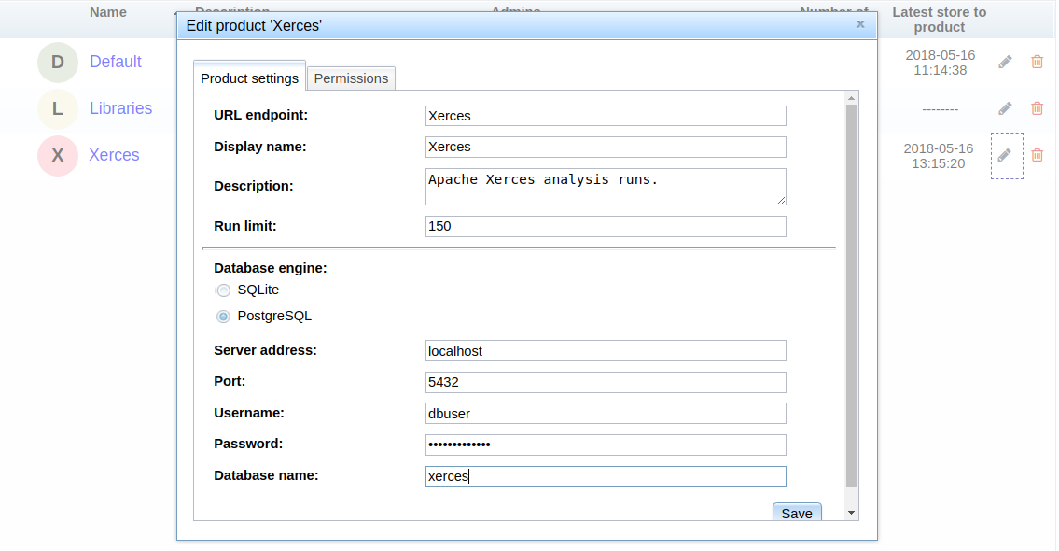 Name Description Admins Number of Latest store to
product
Edit product 'Xerces' x
Product settings Permissions
D Default 2018-05-16
11:14:38
L Libraries --------
X Xerces 2018-05-16
13:15:20
URL endpoint: Xerces
Display name: Xerces
Description: Apache Xerces analysis runs.
Run limit: 150
Database engine:
SQLite
PostgreSQL
Server address: localhost
Port: 5432
Username: dbuser
Password: •••••••••••••
Database name: xerces
Save